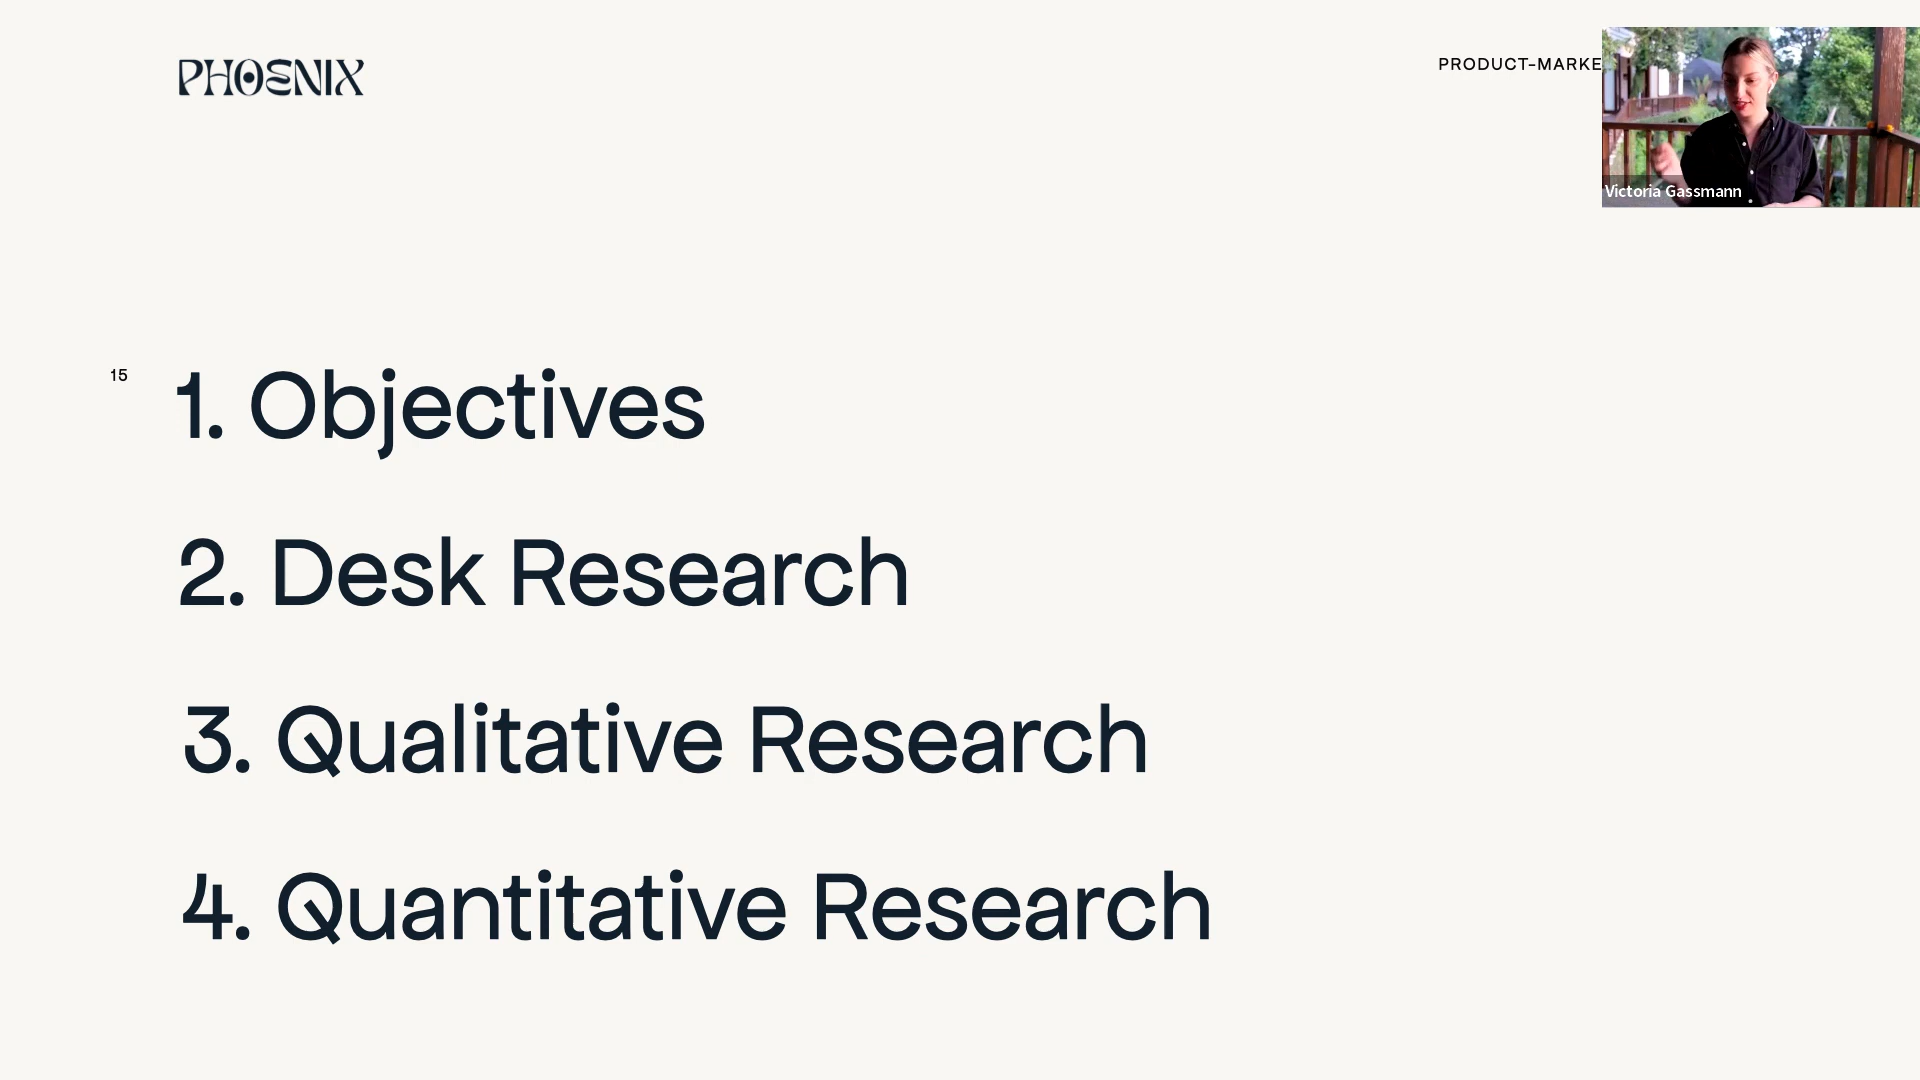 PHOENIX
PRODUCT-MARKE
Victoria Gassmann
15
1. Objectives
2. Desk Research
3. Qualitative Research
4. Quantitative Research